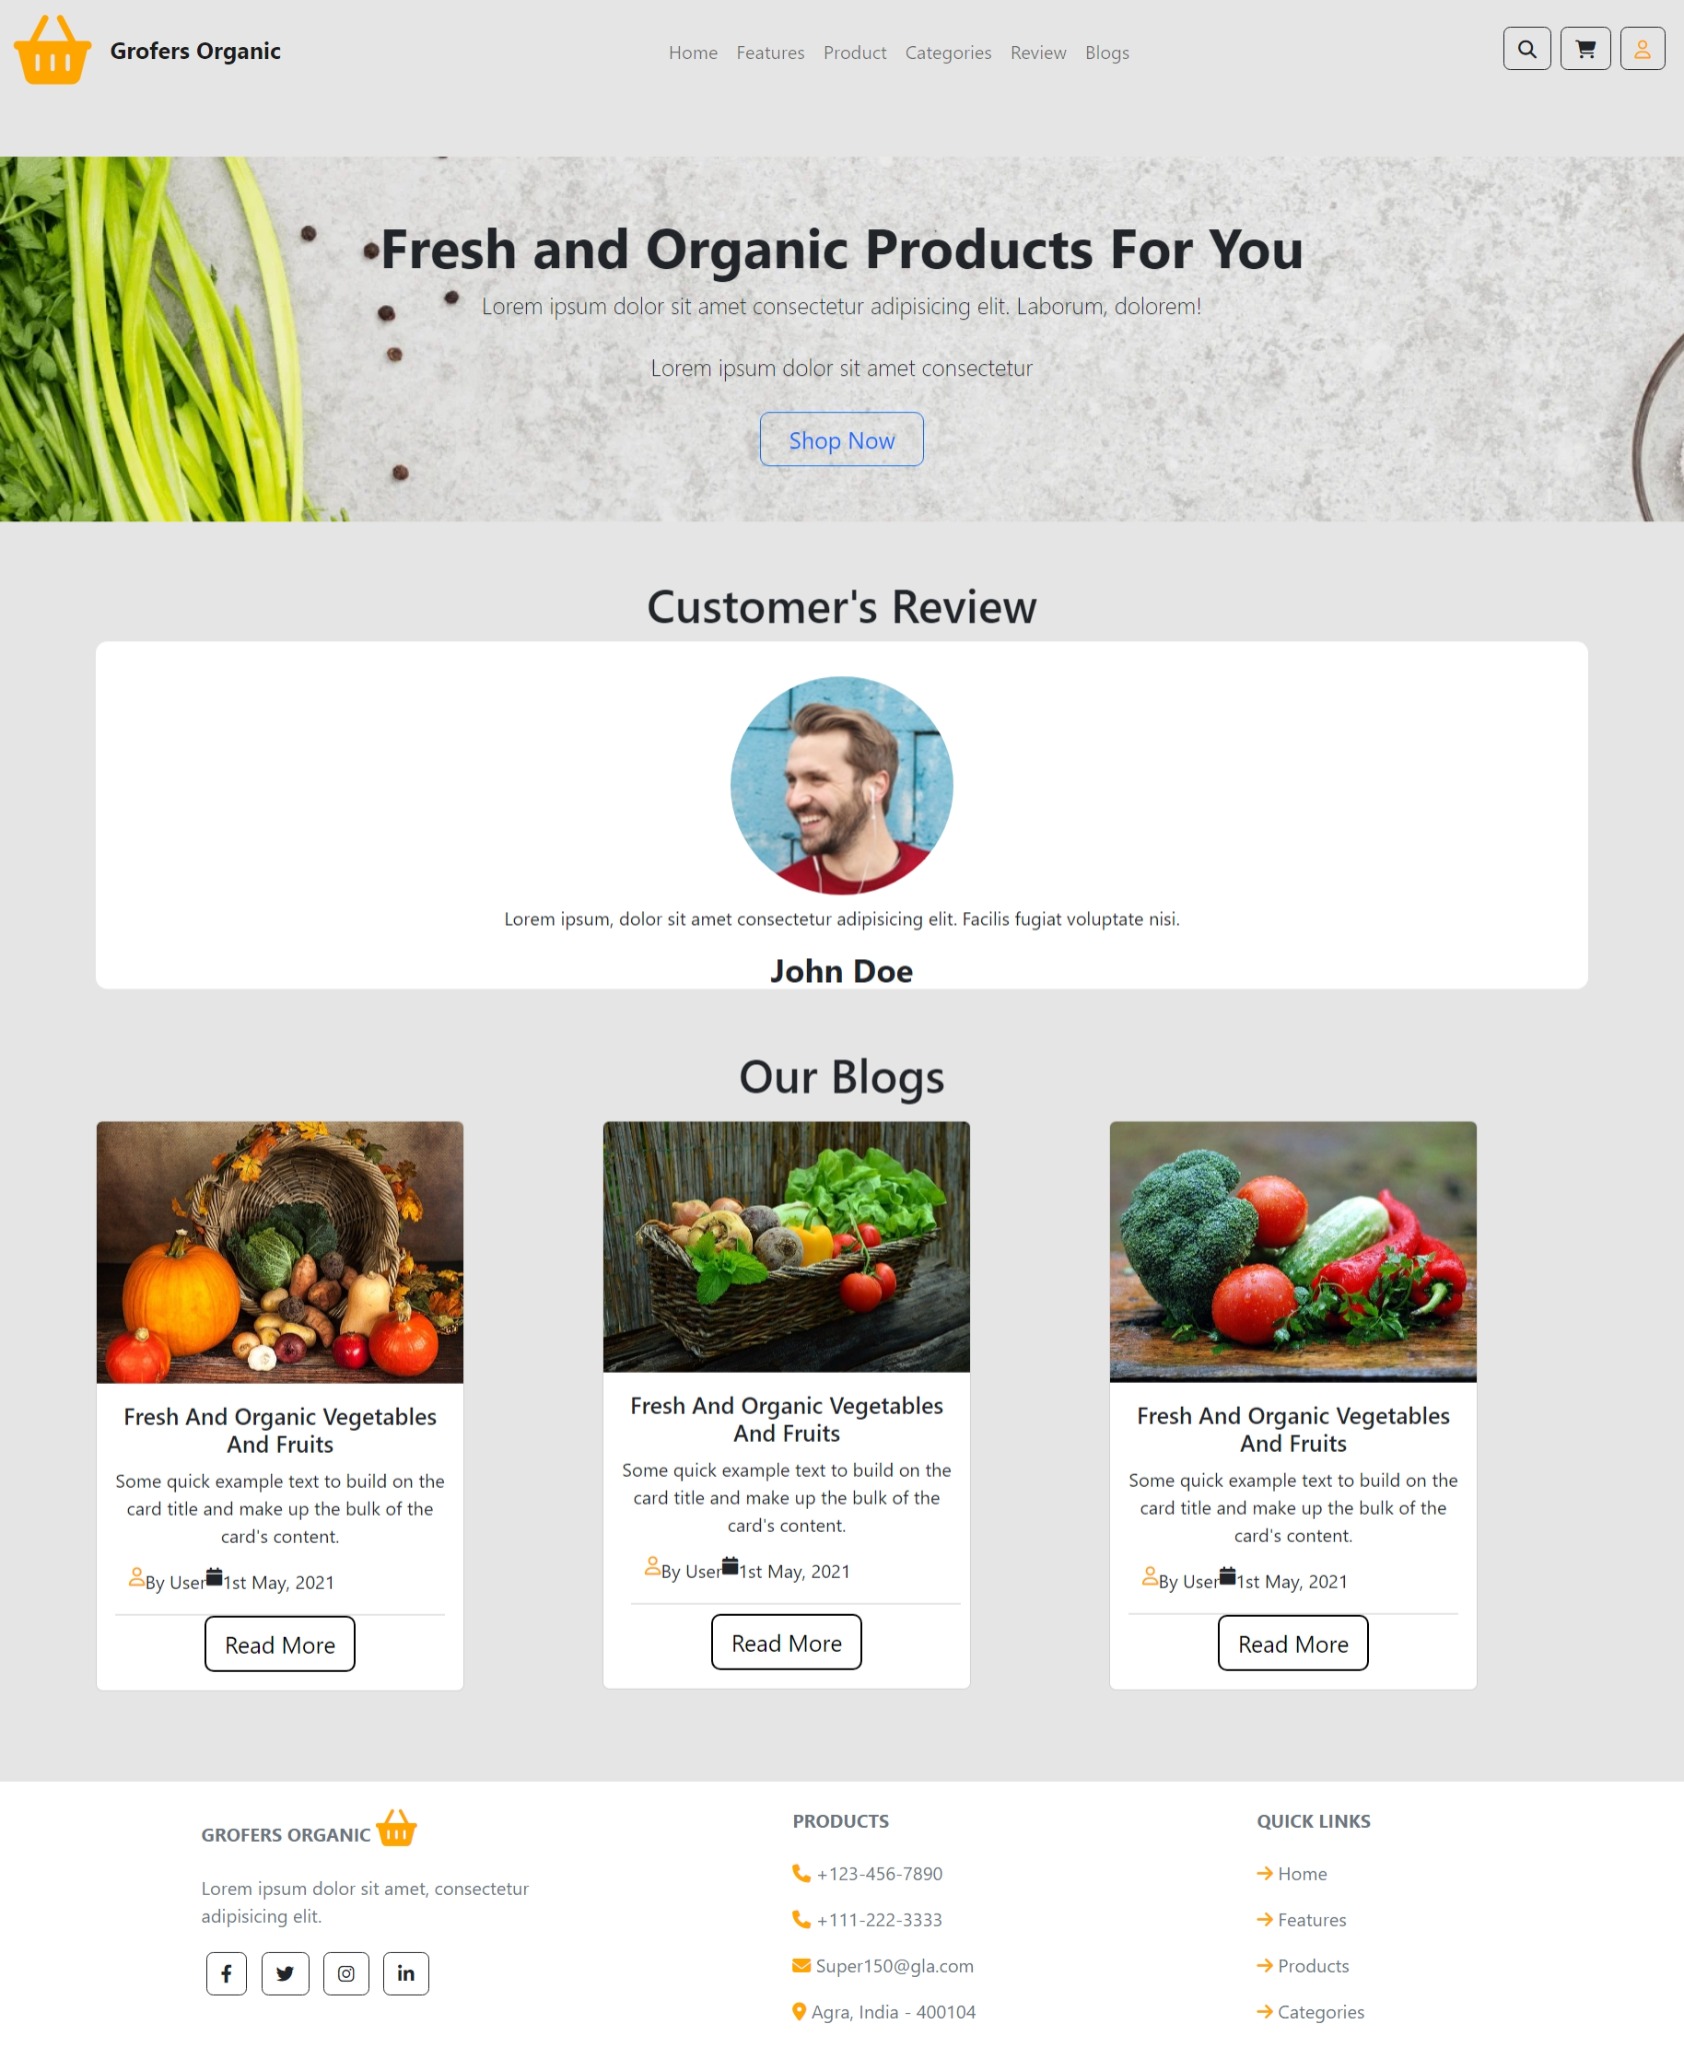 Grofers Organic
Home Features Product Categories Review Blogs
Fresh and Organic Products For You
Lorem ipsum dolor sit amet consectetur adipisicing elit. Laborum, dolorem!
Lorem ipsum dolor sit amet consectetur
Shop Now
Customer's Review
Lorem ipsum, dolor sit amet consectetur adipisicing elit. Facilis fugiat voluptate nisi.
John Doe
Our Blogs
Fresh And Organic Vegetables
And Fruits
Some quick example text to build on the
card title and make up the bulk of the
card's content.
By User 1st May, 2021
Read More
Fresh And Organic Vegetables
And Fruits
Some quick example text to build on the
card title and make up the bulk of the
card's content.
By User 1st May, 2021
Read More
Fresh And Organic Vegetables
And Fruits
Some quick example text to build on the
card title and make up the bulk of the
card's content.
By User 1st May, 2021
Read More
GROFERS ORGANIC
Lorem ipsum dolor sit amet, consectetur
adipisicing elit.
PRODUCTS
+123-456-7890
+111-222-3333
Super150@gla.com
Agra, India - 400104
QUICK LINKS
Home
Features
Products
Categories